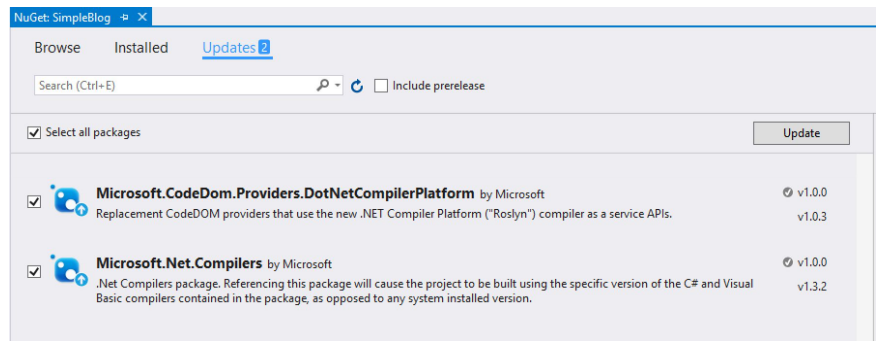 NuGet: SimpleBlog
Browse Installed Updates 2
Search (Ctrl+E) Include prerelease
Select all packages Update
Microsoft.CodeDom.Providers.DotNetCompilerPlatform by Microsoft v1.0.0
Replacement CodeDOM providers that use the new .NET Compiler Platform ("Roslyn") compiler as a service APIs. v1.0.3
Microsoft.Net.Compilers by Microsoft v1.0.0
.Net Compilers package. Referencing this package will cause the project to be built using the specific version of the C# and Visual v1.3.2
Basic compilers contained in the package, as opposed to any system installed version.